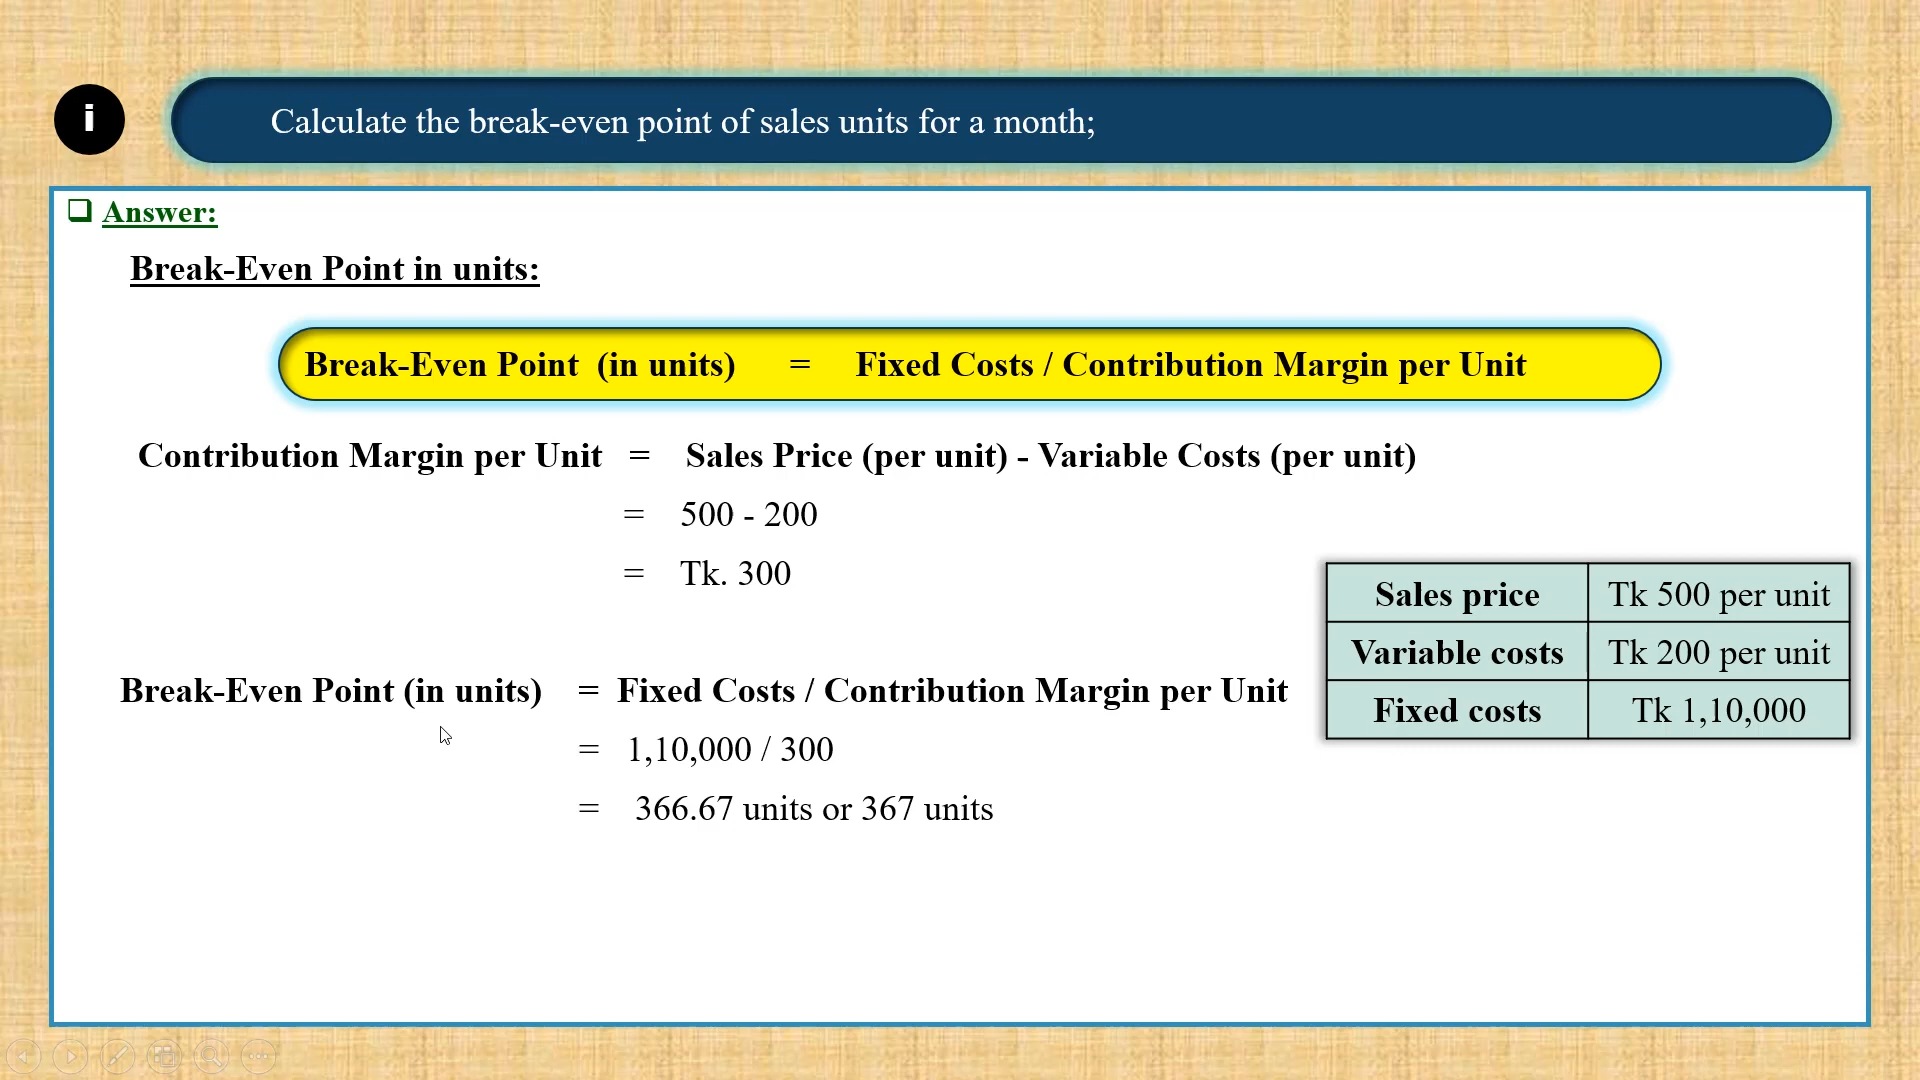 i
Calculate the break-even point of sales units for a month;
❑ Answer:
Break-Even Point in units:
Break-Even Point (in units) = Fixed Costs / Contribution Margin per Unit
Contribution Margin per Unit = Sales Price (per unit) - Variable Costs (per unit)
= 500 - 200
= Tk. 300
Sales price Tk 500 per unit
Variable costs Tk 200 per unit
Fixed costs Tk 1,10,000
Break-Even Point (in units) = Fixed Costs / Contribution Margin per Unit
= 1,10,000 / 300
= 366.67 units or 367 units